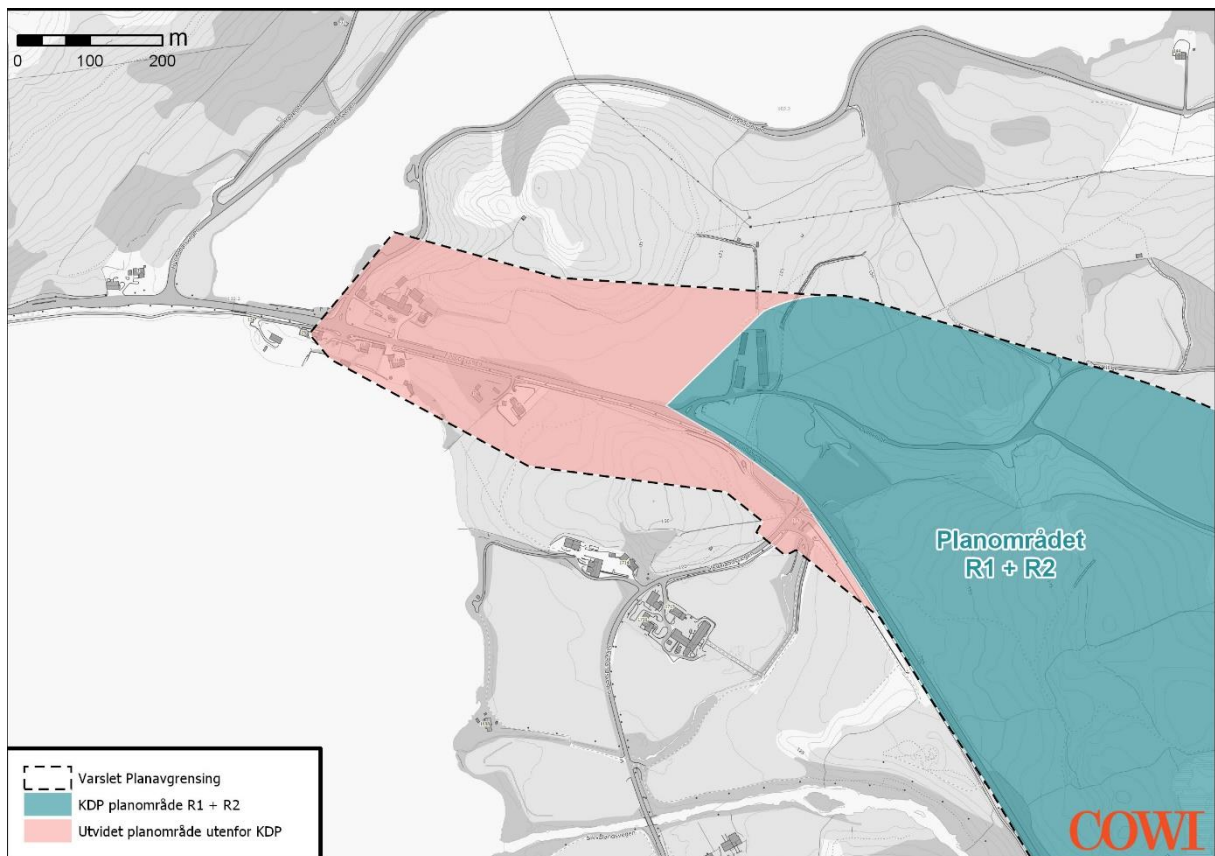 m
0 100 200
Planområdet
R1 + R2
Varslet Planavgrensing
KDP planområde R1 + R2
Utvidet planområde utenfor KDP
COWI